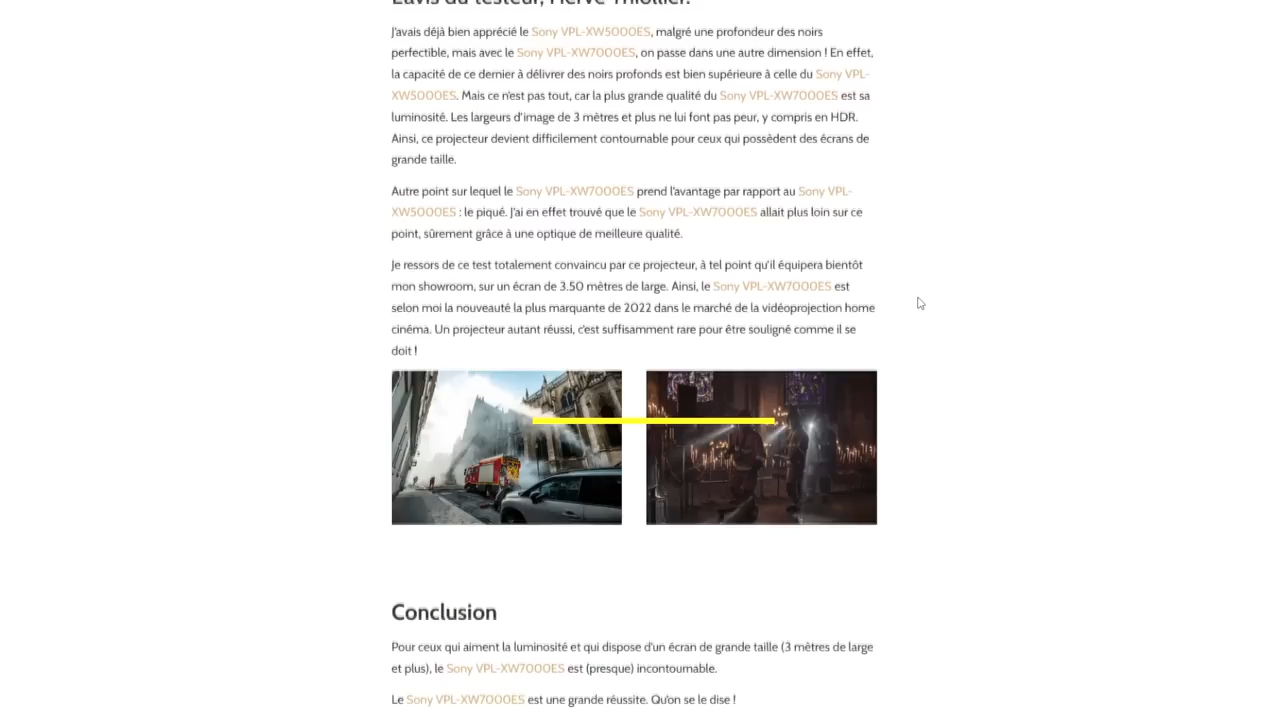 L'avis du testeur, Hervé Thiollier.
J'avais déjà bien apprécié le Sony VPL-XW5000ES, malgré une profondeur des noirs
perfectible, mais avec le Sony VPL-XW7000ES, on passe dans une autre dimension ! En effet,
la capacité de ce dernier à délivrer des noirs profonds est bien supérieure à celle du Sony VPL-
XW5000ES. Mais ce n'est pas tout, car la plus grande qualité du Sony VPL-XW7000ES est sa
luminosité. Les largeurs d'image de 3 mètres et plus ne lui font pas peur, y compris en HDR.
Ainsi, ce projecteur devient difficilement contournable pour ceux qui possèdent des écrans de
grande taille.
Autre point sur lequel le Sony VPL-XW7000ES prend l'avantage par rapport au Sony VPL-
XW5000ES : le piqué. J'ai en effet trouvé que le Sony VPL-XW7000ES allait plus loin sur ce
point, sûrement grâce à une optique de meilleure qualité.
Je ressors de ce test totalement convaincu par ce projecteur, à tel point qu'il équipera bientôt
mon showroom, sur un écran de 3.50 mètres de large. Ainsi, le Sony VPL-XW7000ES est
selon moi la nouveauté la plus marquante de 2022 dans le marché de la vidéoprojection home
cinéma. Un projecteur autant réussi, c'est suffisamment rare pour être souligné comme il se
doit !
Conclusion
Pour ceux qui aiment la luminosité et qui dispose d'un écran de grande taille (3 mètres de large
et plus), le Sony VPL-XW7000ES est (presque) incontournable.
Le Sony VPL-XW7000ES est une grande réussite. Qu'on se le dise !